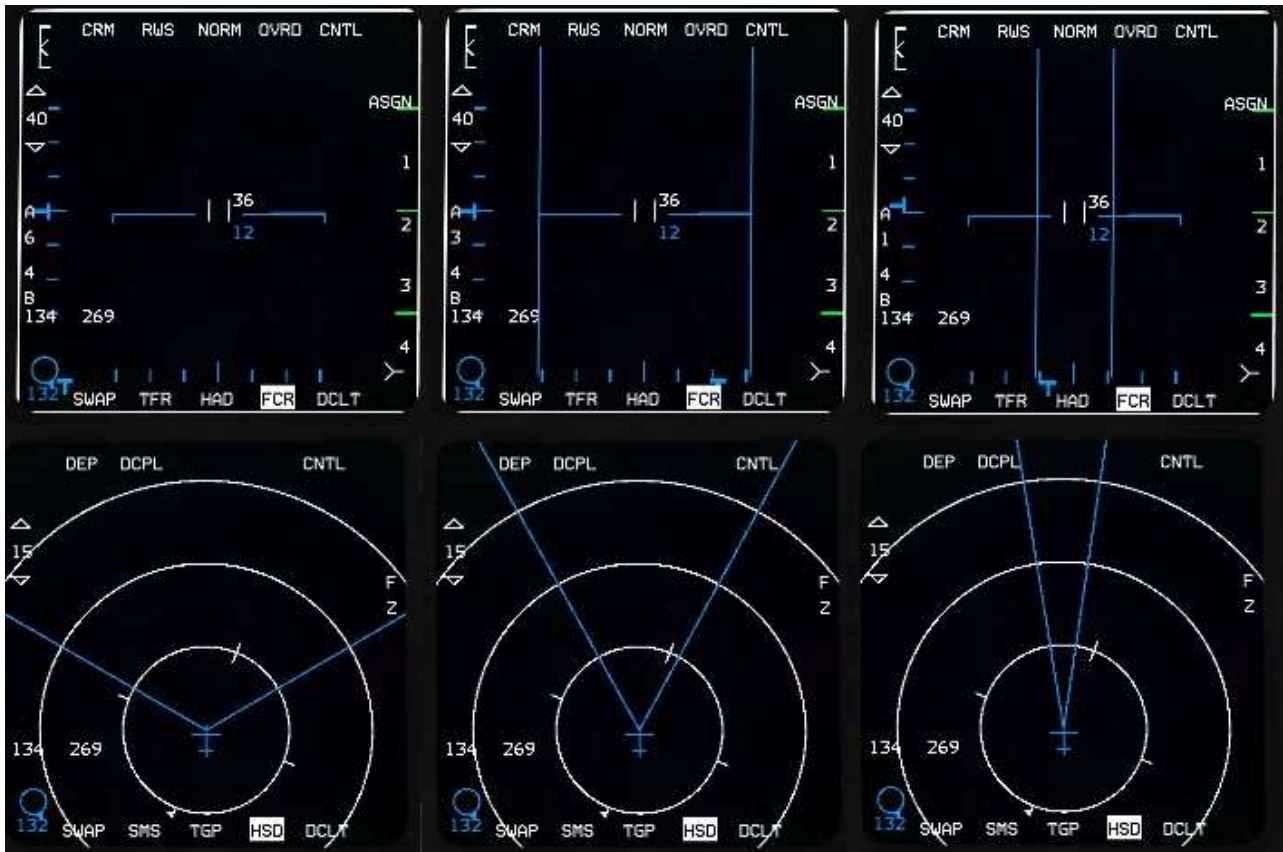 CRM RWS NORM OVRD CNTL
ASGN
40
1
36
A
2
12
6
3
4
B
134 269
4
132
SWAP TFR HAD FCR DCLT
CRM RWS NORM OVRD CNTL
ASGN
40
1
36
A
2
12
3
3
4
B
134 269
4
132
SWAP TFR HAD FCR DCLT
CRM RWS NORM OVRD CNTL
ASGN
40
1
36
A
2
12
1
3
4
B
134 269
4
132
SWAP TFR HAD FCR DCLT
DEP DCPL CNTL
15
F
Z
134 269
132
SWAP SMS TGP HSD DCLT
DEP DCPL CNTL
15
F
Z
134 269
132
SWAP SMS TGP HSD DCLT
DEP DCPL CNTL
15
F
Z
134 269
132
SWAP SMS TGP HSD DCLT